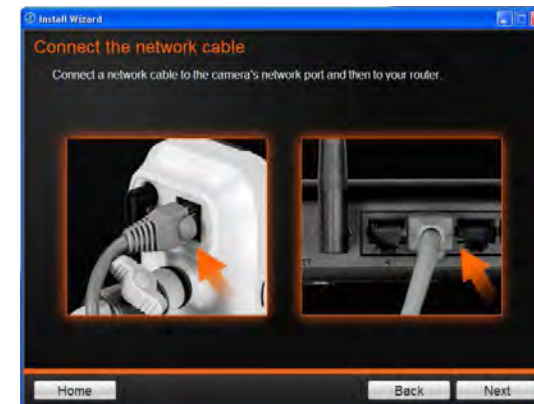 Install Wizard
Connect the network cable
Connect a network cable to the camera's network port and then to your router.
Home
Back
Next